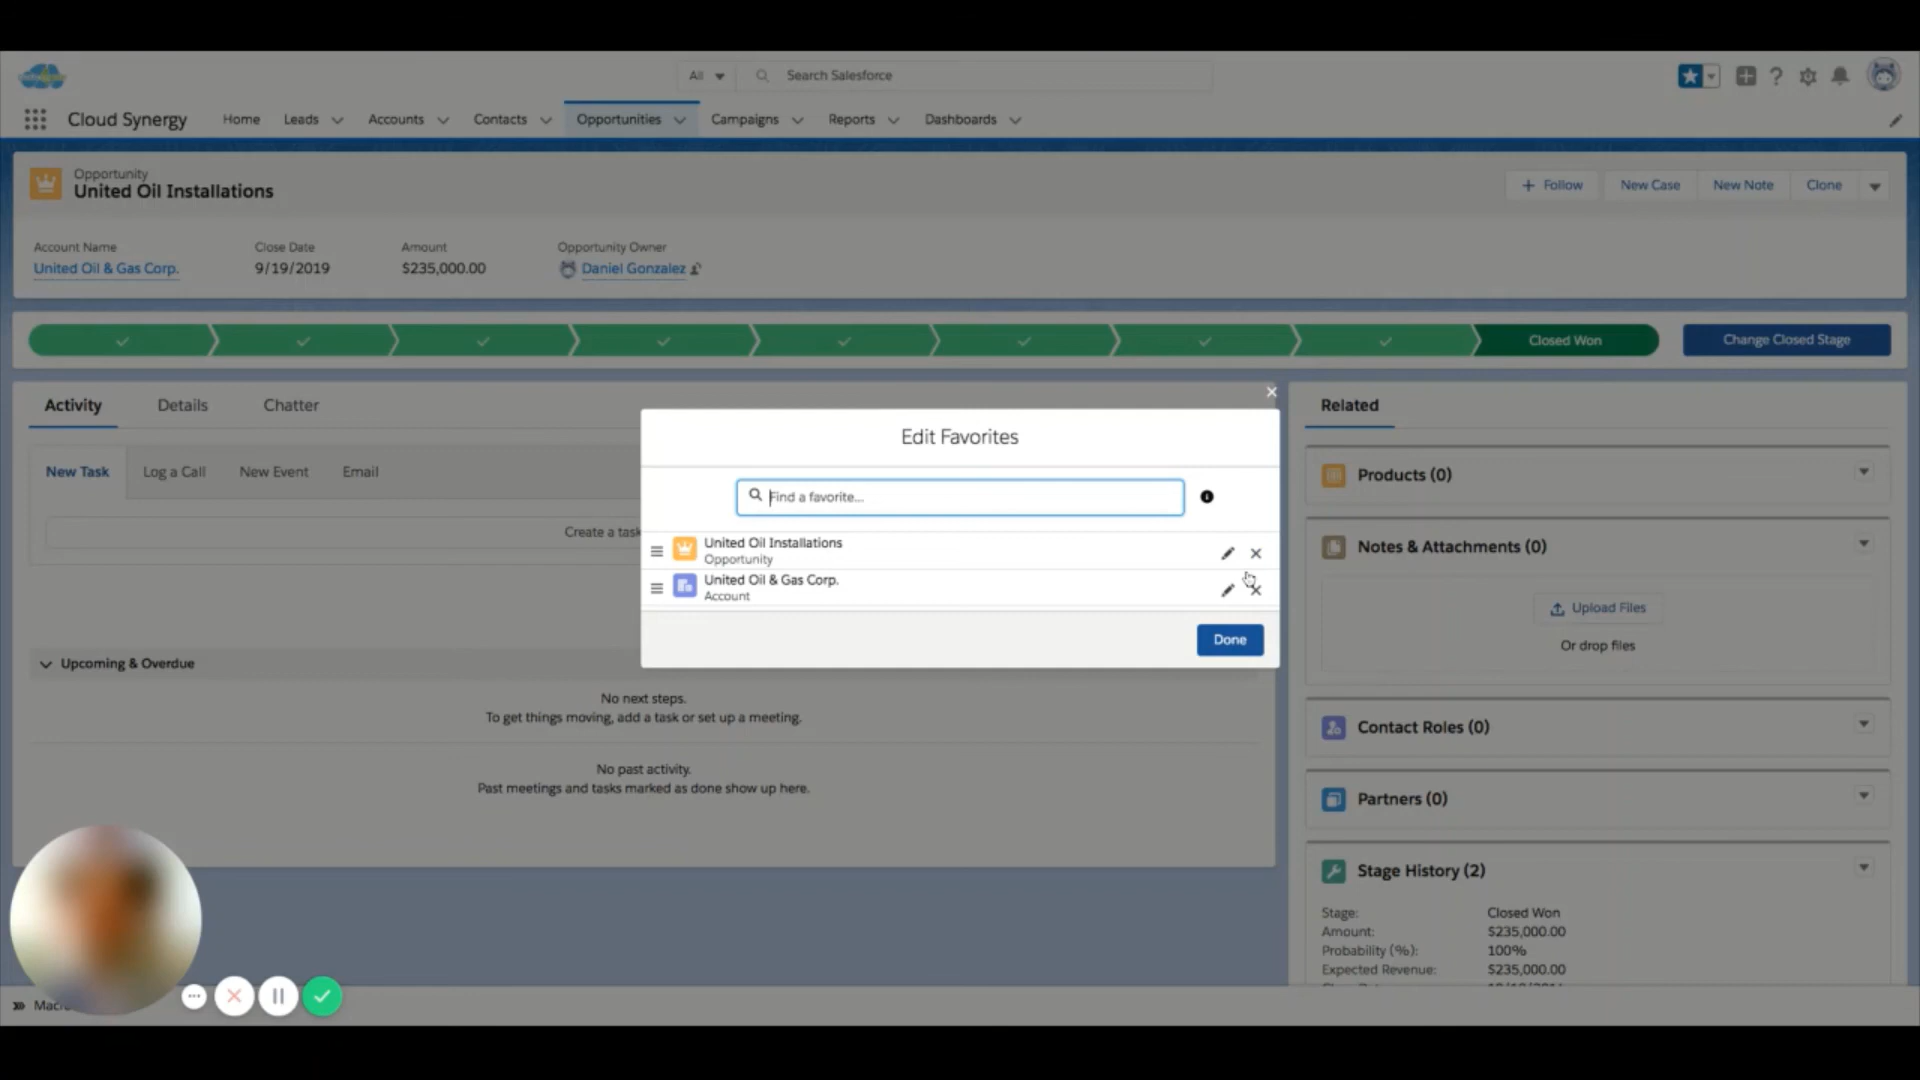 All
Search Salesforce
Cloud Synergy
Home
Leads
Accounts
Contacts
Opportunities
Campaigns
Reports
Dashboards
Opportunity
United Oil Installations
+ Follow
New Case
New Note
Clone
Account Name
Close Date
Amount
Opportunity Owner
United Oil & Gas Corp.
9/19/2019
$235,000.00
Daniel Gonzalez
Closed Won
Change Closed Stage
Activity
Details
Chatter
New Task
Log a Call
New Event
Email
Create a task
Upcoming & Overdue
No next steps.
To get things moving, add a task or set up a meeting.
No past activity.
Past meetings and tasks marked as done show up here.
Edit Favorites
Find a favorite...
United Oil Installations
Opportunity
United Oil & Gas Corp.
Account
Done
Related
Products (0)
Notes & Attachments (0)
Upload Files
Or drop files
Contact Roles (0)
Partners (0)
Stage History (2)
Stage:
Closed Won
Amount:
$235,000.00
Probability (%):
100%
Expected Revenue:
$235,000.00